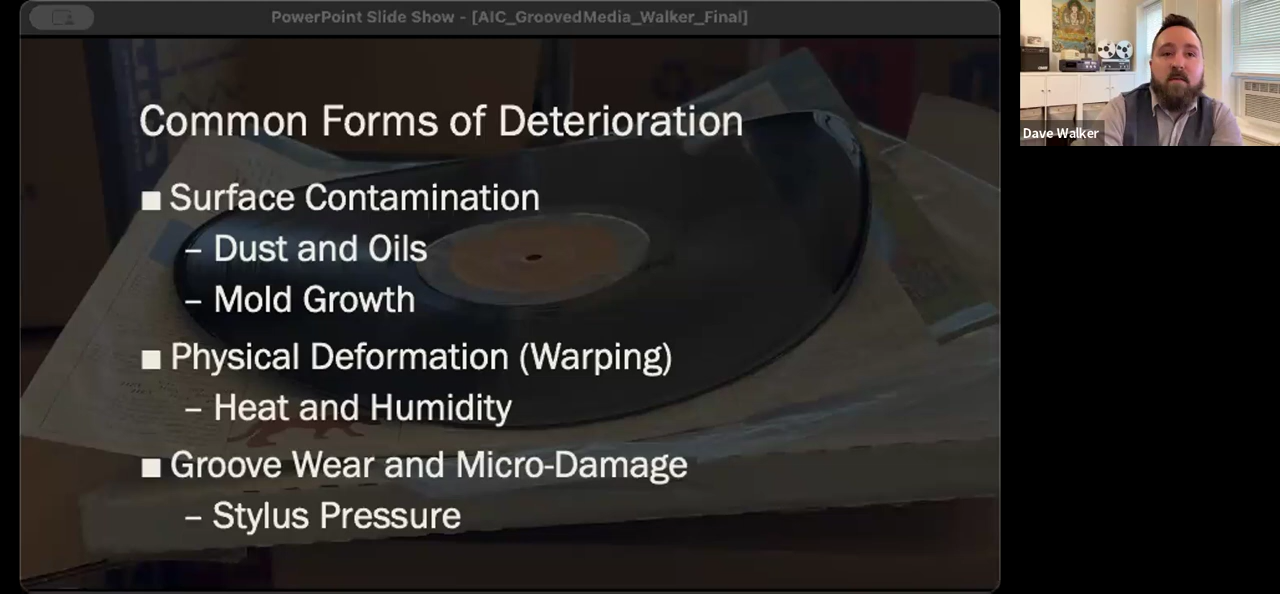 PowerPoint Slide Show - [AIC_GroovedMedia_Walker_Final]
Common Forms of Deterioration
■ Surface Contamination
– Dust and Oils
– Mold Growth
■ Physical Deformation (Warping)
– Heat and Humidity
■ Groove Wear and Micro-Damage
– Stylus Pressure
Dave Walker